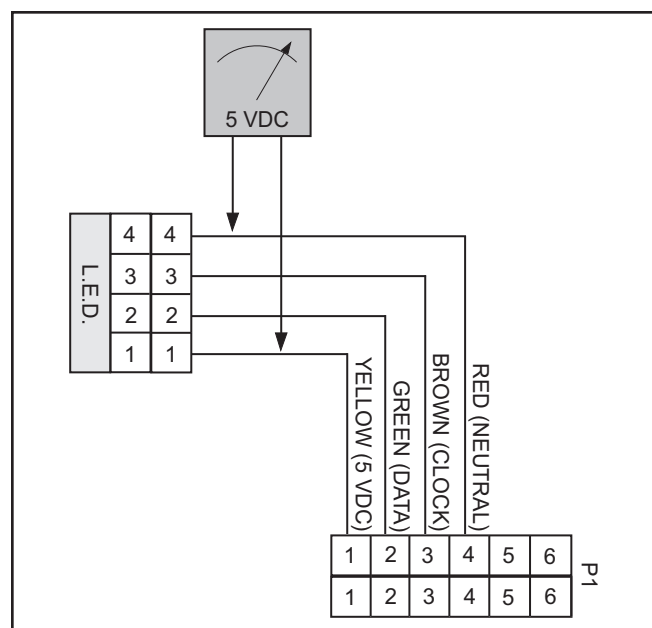 5 VDC
L.E.D.
4 4
3 3
2 2
1 1
YELLOW (5 VDC)
GREEN (DATA)
BROWN (CLOCK)
RED (NEUTRAL)
1 2 3 4 5 6
1 2 3 4 5 6
P1